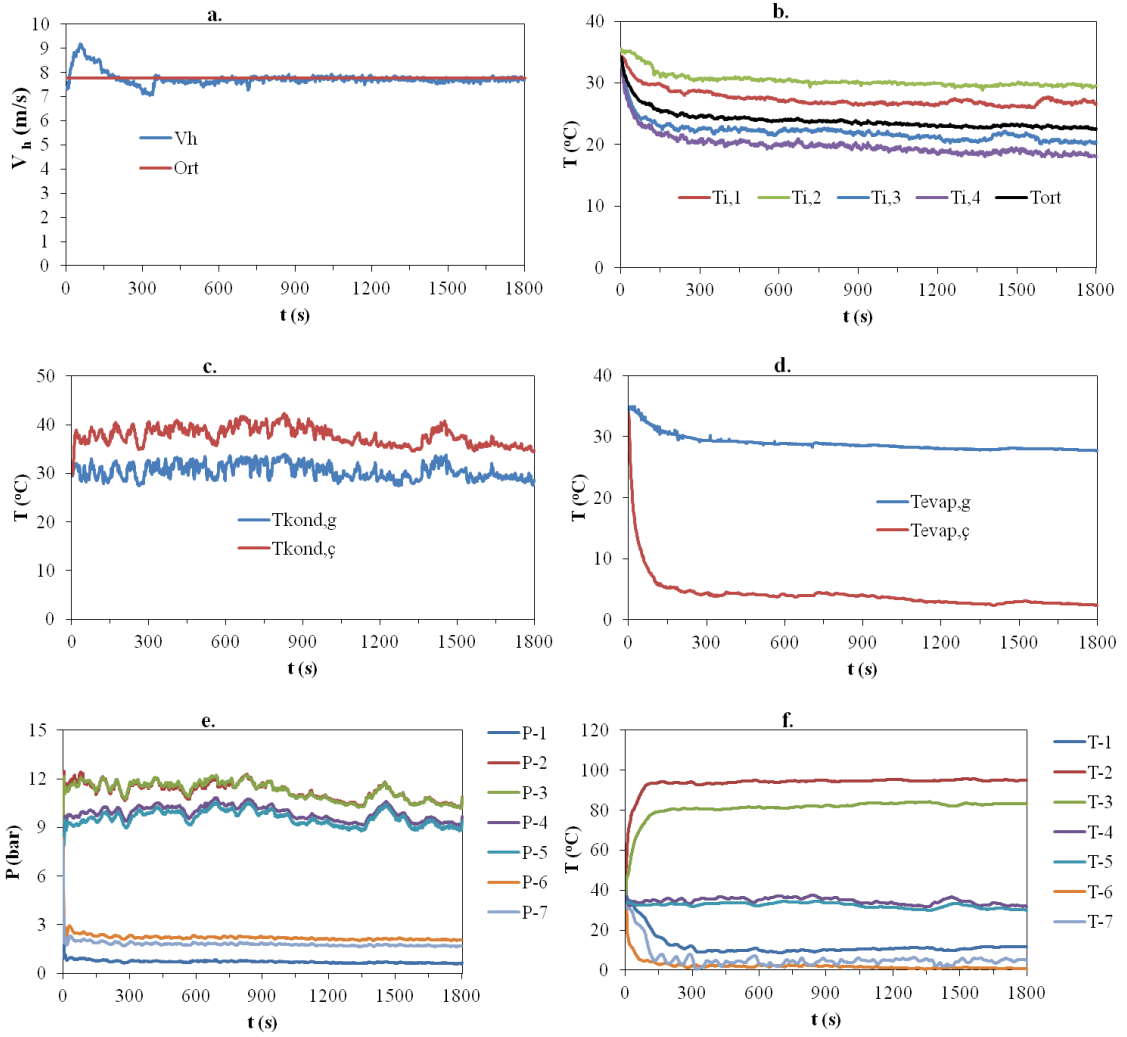 a.
10
9
8
7
6
5
4
3
2
1
0
V h (m/s)
Vh
Ort
0 300 600 900 1200 1500 1800
t (s)
b.
40
30
20
10
0
T (ºC)
Ti,1 Ti,2 Ti,3 Ti,4 Tort
0 300 600 900 1200 1500 1800
t (s)
c.
50
40
30
20
10
0
T (ºC)
Tkond,g
Tkond,ç
0 300 600 900 1200 1500 1800
t (s)
d.
40
30
20
10
0
T (ºC)
Tevap,g
Tevap,ç
0 300 600 900 1200 1500 1800
t (s)
e.
15
12
9
6
3
0
P (bar)
P-1
P-2
P-3
P-4
P-5
P-6
P-7
0 300 600 900 1200 1500 1800
t (s)
f.
120
100
80
60
40
20
0
T (ºC)
T-1
T-2
T-3
T-4
T-5
T-6
T-7
0 300 600 900 1200 1500 1800
t (s)